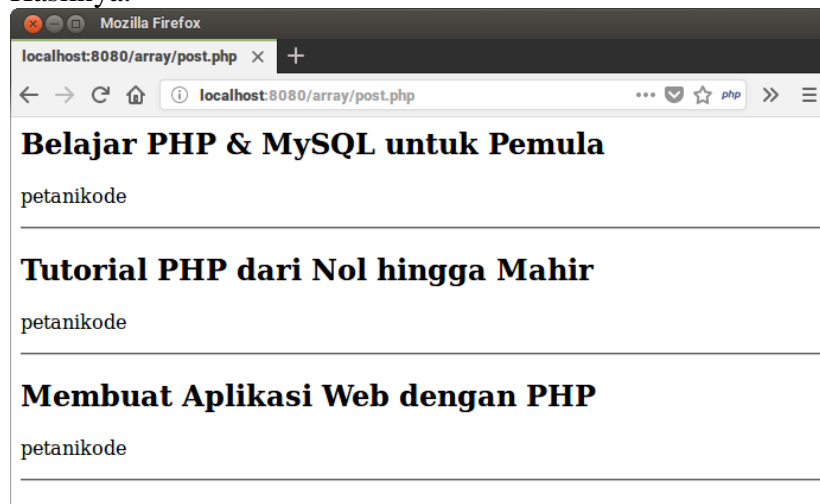 Mozilla Firefox
localhost:8080/array/post.php
localhost:8080/array/post.php
php
Belajar PHP & MySQL untuk Pemula
petanikode
Tutorial PHP dari Nol hingga Mahir
petanikode
Membuat Aplikasi Web dengan PHP
petanikode